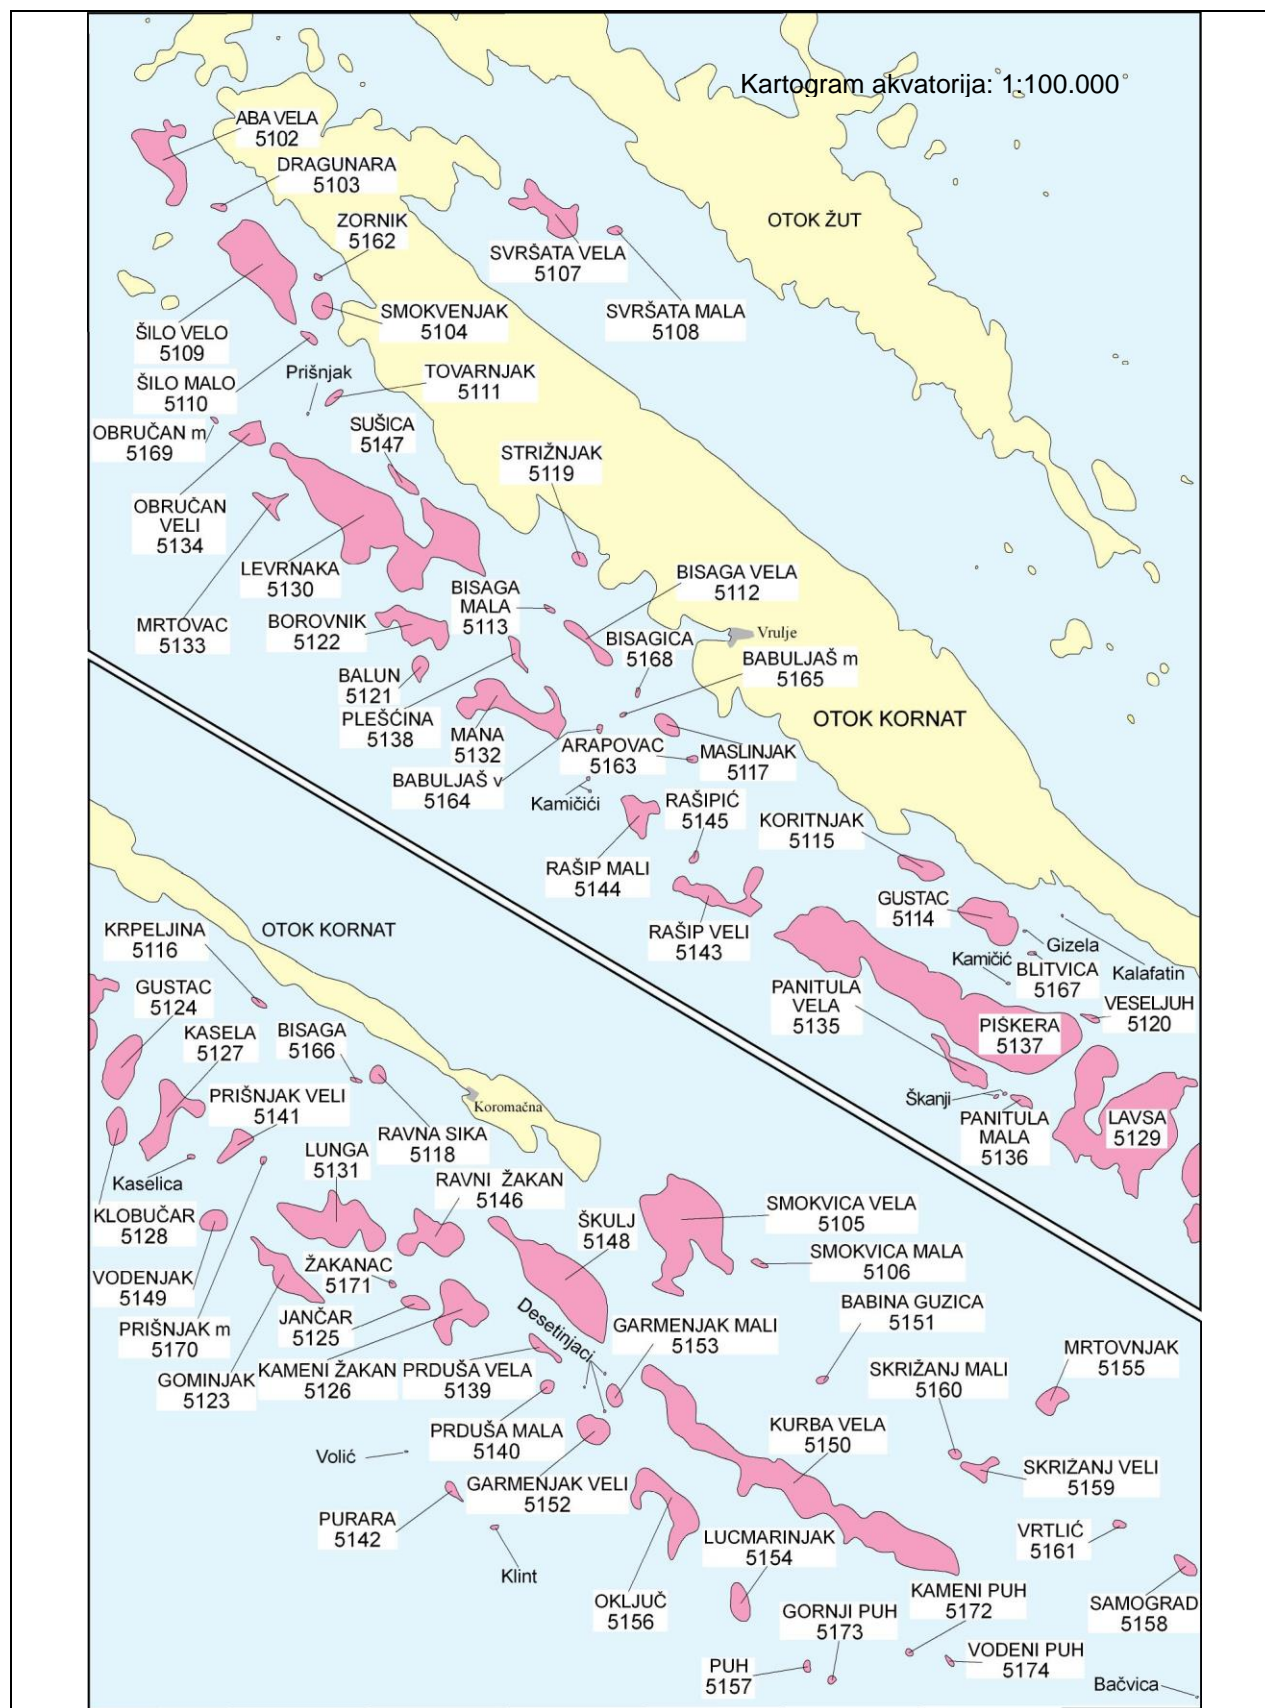 Kartogram akvatorija: 1:100.000
ABA VELA
5102
DRAGUNARA
5103
ZORNIK
5162
SVRŠATA VELA
5107
OTOK ŽUT
SVRŠATA MALA
5108
SMOKVENJAK
5104
ŠILO VELO
5109
ŠILO MALO
5110
Prišnjak
TOVARNJAK
5111
OBRUČAN m
5169
SUŠICA
5147
STRIŽNJAK
5119
OBRUČAN
VELI
5134
LEVRNAKA
5130
MRTOVAC
5133
BOROVNIK
5122
BISAGA
MALA
5113
BISAGA VELA
5112
BISAGICA
5168
Vrulje
BABULJAŠ m
5165
BALUN
5121
PLEŠĆINA
5138
MANA
5132
OTOK KORNAT
ARAPOVAC
5163
MASLINJAK
5117
BABULJAŠ v
5164
Kamičići
RAŠIPIĆ
5145
KORITNJAK
5115
RAŠIP MALI
5144
GUSTAC
5114
RAŠIP VELI
5143
Gizela
Kamičić
Kalafatin
BLITVICA
5167
PANITULA
VELA
5135
VESELJUH
5120
PIŠKERA
5137
Škanji
PANITULA
MALA
5136
LAVSA
5129
OTOK KORNAT
KRPELJINA
5116
GUSTAC
5124
KASELA
5127
BISAGA
5166
PRIŠNJAK VELI
5141
Koromačna
RAVNA SIKA
5118
LUNGA
5131
Kaselica
RAVNI ŽAKAN
5146
KLOBUČAR
5128
ŠKULJ
5148
SMOKVICA VELA
5105
SMOKVICA MALA
5106
VODENJAK
5149
ŽAKANAC
5171
JANČAR
5125
PRIŠNJAK m
5170
Desetinjaci
BABINA GUZICA
5151
GARMENJAK MALI
5153
GOMINJAK
5123
KAMENI ŽAKAN
5126
PRDUŠA VELA
5139
SKRIŽANJ MALI
5160
MRTOVNJAK
5155
PRDUŠA MALA
5140
KURBA VELA
5150
Volić
GARMENJAK VELI
5152
SKRIŽANJ VELI
5159
PURARA
5142
LUCMARINJAK
5154
VRTLIĆ
5161
Klint
OKLJUČ
5156
KAMENI PUH
5172
SAMOGRAD
5158
GORNJI PUH
5173
PUH
5157
VODENI PUH
5174
Bačvica